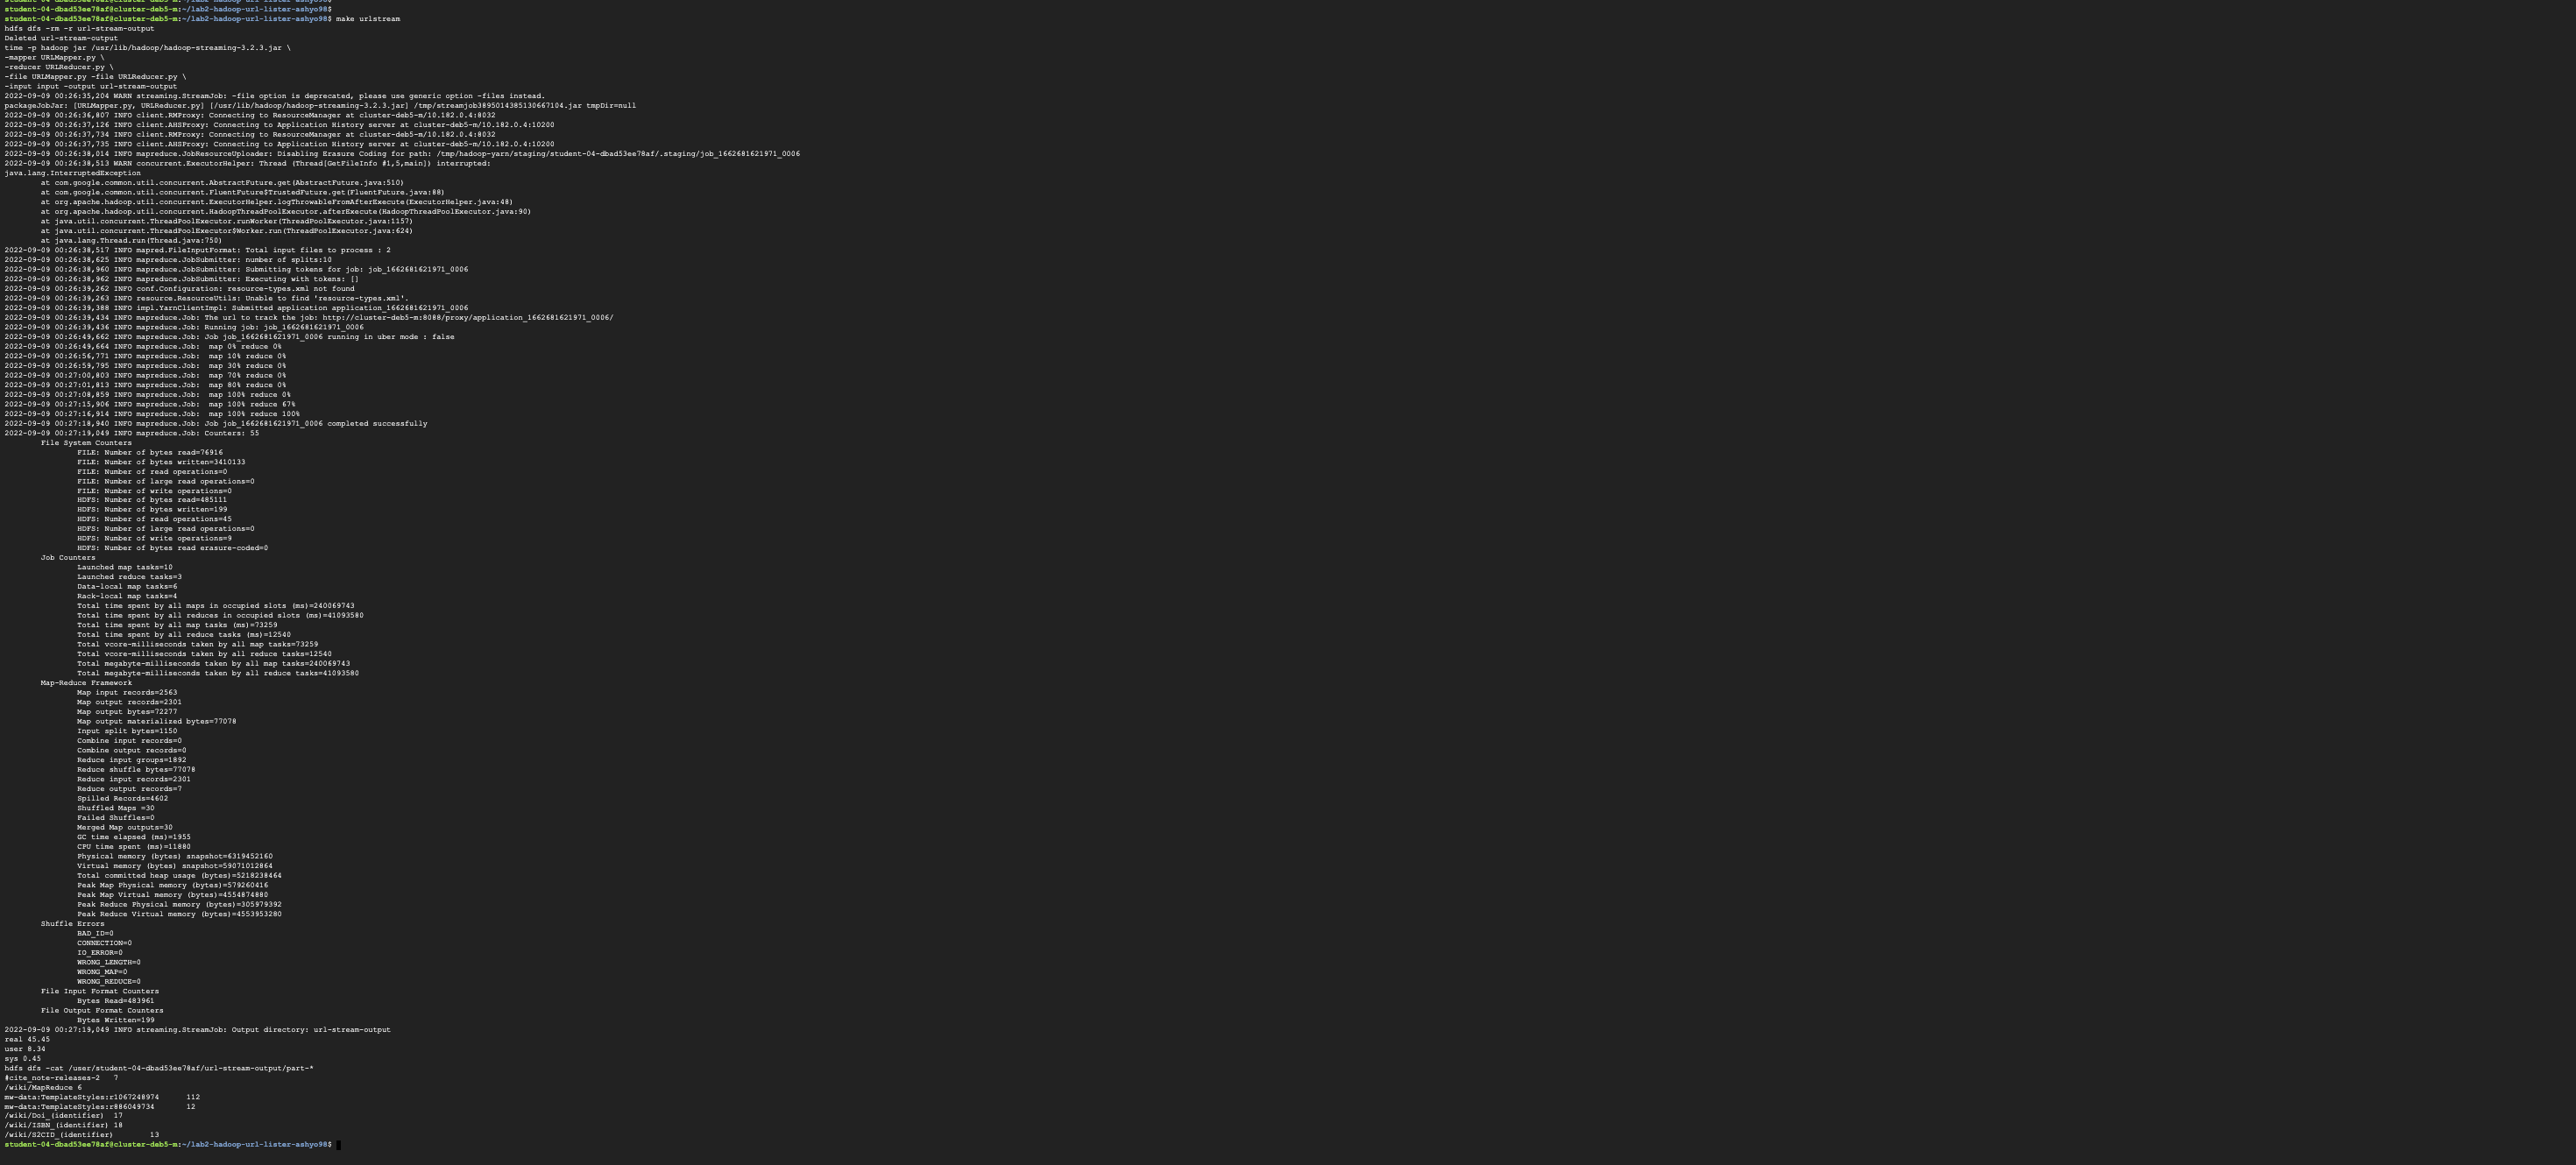 student-04-dbad53ee78af@cluster-deb5-m:~/lab2-hadoop-url-lister-ashyo98$
student-04-dbad53ee78af@cluster-deb5-m:~/lab2-hadoop-url-lister-ashyo98$
student-04-dbad53ee78af@cluster-deb5-m:~/lab2-hadoop-url-lister-ashyo98$ make urlstream
hdfs dfs -rm -r url-stream-output
Deleted url-stream-output
time -p hadoop jar /usr/lib/hadoop/hadoop-streaming-3.2.3.jar \
-mapper URLMapper.py \
-reducer URLReducer.py \
-file URLMapper.py -file URLReducer.py \
-input input -output url-stream-output
2022-09-09 00:26:35,204 WARN streaming.StreamJob: -file option is deprecated, please use generic option -files instead.
packageJobJar: [URLMapper.py, URLReducer.py] [/usr/lib/hadoop/hadoop-streaming-3.2.3.jar] /tmp/streamjob3895014385130667104.jar tmpDir=null
2022-09-09 00:26:36,807 INFO client.RMProxy: Connecting to ResourceManager at cluster-deb5-m/10.182.0.4:8032
2022-09-09 00:26:37,126 INFO client.AHSProxy: Connecting to Application History server at cluster-deb5-m/10.182.0.4:10200
2022-09-09 00:26:37,734 INFO client.RMProxy: Connecting to ResourceManager at cluster-deb5-m/10.182.0.4:8032
2022-09-09 00:26:37,735 INFO client.AHSProxy: Connecting to Application History server at cluster-deb5-m/10.182.0.4:10200
2022-09-09 00:26:38,014 INFO mapreduce.JobResourceUploader: Disabling Erasure Coding for path: /tmp/hadoop-yarn/staging/student-04-dbad53ee78af/.staging/job_1662681621971_0006
2022-09-09 00:26:38,513 WARN concurrent.ExecutorHelper: Thread (Thread[GetFileInfo #1,5,main]) interrupted:
java.lang.InterruptedException
at com.google.common.util.concurrent.AbstractFuture.get(AbstractFuture.java:510)
at com.google.common.util.concurrent.FluentFuture$TrustedFuture.get(FluentFuture.java:88)
at org.apache.hadoop.util.concurrent.ExecutorHelper.logThrowableFromAfterExecute(ExecutorHelper.java:48)
at org.apache.hadoop.util.concurrent.HadoopThreadPoolExecutor.afterExecute(HadoopThreadPoolExecutor.java:90)
at java.util.concurrent.ThreadPoolExecutor.runWorker(ThreadPoolExecutor.java:1157)
at java.util.concurrent.ThreadPoolExecutor$Worker.run(ThreadPoolExecutor.java:624)
at java.lang.Thread.run(Thread.java:750)
2022-09-09 00:26:38,517 INFO mapred.FileInputFormat: Total input files to process : 2
2022-09-09 00:26:38,625 INFO mapreduce.JobSubmitter: number of splits:10
2022-09-09 00:26:38,960 INFO mapreduce.JobSubmitter: Submitting tokens for job: job_1662681621971_0006
2022-09-09 00:26:38,962 INFO mapreduce.JobSubmitter: Executing with tokens: []
2022-09-09 00:26:39,262 INFO conf.Configuration: resource-types.xml not found
2022-09-09 00:26:39,263 INFO resource.ResourceUtils: Unable to find 'resource-types.xml'.
2022-09-09 00:26:39,388 INFO impl.YarnClientImpl: Submitted application application_1662681621971_0006
2022-09-09 00:26:39,434 INFO mapreduce.Job: The url to track the job: http://cluster-deb5-m:8088/proxy/application_1662681621971_0006/
2022-09-09 00:26:39,436 INFO mapreduce.Job: Running job: job_1662681621971_0006
2022-09-09 00:26:49,662 INFO mapreduce.Job: Job job_1662681621971_0006 running in uber mode : false
2022-09-09 00:26:49,664 INFO mapreduce.Job:  map 0% reduce 0%
2022-09-09 00:26:56,771 INFO mapreduce.Job:  map 10% reduce 0%
2022-09-09 00:26:59,795 INFO mapreduce.Job:  map 30% reduce 0%
2022-09-09 00:27:00,803 INFO mapreduce.Job:  map 70% reduce 0%
2022-09-09 00:27:01,813 INFO mapreduce.Job:  map 80% reduce 0%
2022-09-09 00:27:08,859 INFO mapreduce.Job:  map 100% reduce 0%
2022-09-09 00:27:15,906 INFO mapreduce.Job:  map 100% reduce 67%
2022-09-09 00:27:16,914 INFO mapreduce.Job:  map 100% reduce 100%
2022-09-09 00:27:18,940 INFO mapreduce.Job: Job job_1662681621971_0006 completed successfully
2022-09-09 00:27:19,049 INFO mapreduce.Job: Counters: 55
File System Counters
FILE: Number of bytes read=76916
FILE: Number of bytes written=3410133
FILE: Number of read operations=0
FILE: Number of large read operations=0
FILE: Number of write operations=0
HDFS: Number of bytes read=485111
HDFS: Number of bytes written=199
HDFS: Number of read operations=45
HDFS: Number of large read operations=0
HDFS: Number of write operations=9
HDFS: Number of bytes read erasure-coded=0
Job Counters
Launched map tasks=10
Launched reduce tasks=3
Data-local map tasks=6
Rack-local map tasks=4
Total time spent by all maps in occupied slots (ms)=240069743
Total time spent by all reduces in occupied slots (ms)=41093580
Total time spent by all map tasks (ms)=73259
Total time spent by all reduce tasks (ms)=12540
Total vcore-milliseconds taken by all map tasks=73259
Total vcore-milliseconds taken by all reduce tasks=12540
Total megabyte-milliseconds taken by all map tasks=240069743
Total megabyte-milliseconds taken by all reduce tasks=41093580
Map-Reduce Framework
Map input records=2563
Map output records=2301
Map output bytes=72277
Map output materialized bytes=77078
Input split bytes=1150
Combine input records=0
Combine output records=0
Reduce input groups=1892
Reduce shuffle bytes=77078
Reduce input records=2301
Reduce output records=7
Spilled Records=4602
Shuffled Maps =30
Failed Shuffles=0
Merged Map outputs=30
GC time elapsed (ms)=1955
CPU time spent (ms)=11880
Physical memory (bytes) snapshot=6319452160
Virtual memory (bytes) snapshot=59071012864
Total committed heap usage (bytes)=5218238464
Peak Map Physical memory (bytes)=579260416
Peak Map Virtual memory (bytes)=4554874880
Peak Reduce Physical memory (bytes)=305979392
Peak Reduce Virtual memory (bytes)=4553953280
Shuffle Errors
BAD_ID=0
CONNECTION=0
IO_ERROR=0
WRONG_LENGTH=0
WRONG_MAP=0
WRONG_REDUCE=0
File Input Format Counters
Bytes Read=483961
File Output Format Counters
Bytes Written=199
2022-09-09 00:27:19,049 INFO streaming.StreamJob: Output directory: url-stream-output
real 45.45
user 8.34
sys 0.45
hdfs dfs -cat /user/student-04-dbad53ee78af/url-stream-output/part-*
#cite_note-releases-2 7
/wiki/MapReduce 6
mw-data:TemplateStyles:r1067248974 112
mw-data:TemplateStyles:r886049734 12
/wiki/Doi_(identifier) 17
/wiki/ISBN_(identifier) 18
/wiki/S2CID_(identifier) 13
student-04-dbad53ee78af@cluster-deb5-m:~/lab2-hadoop-url-lister-ashyo98$